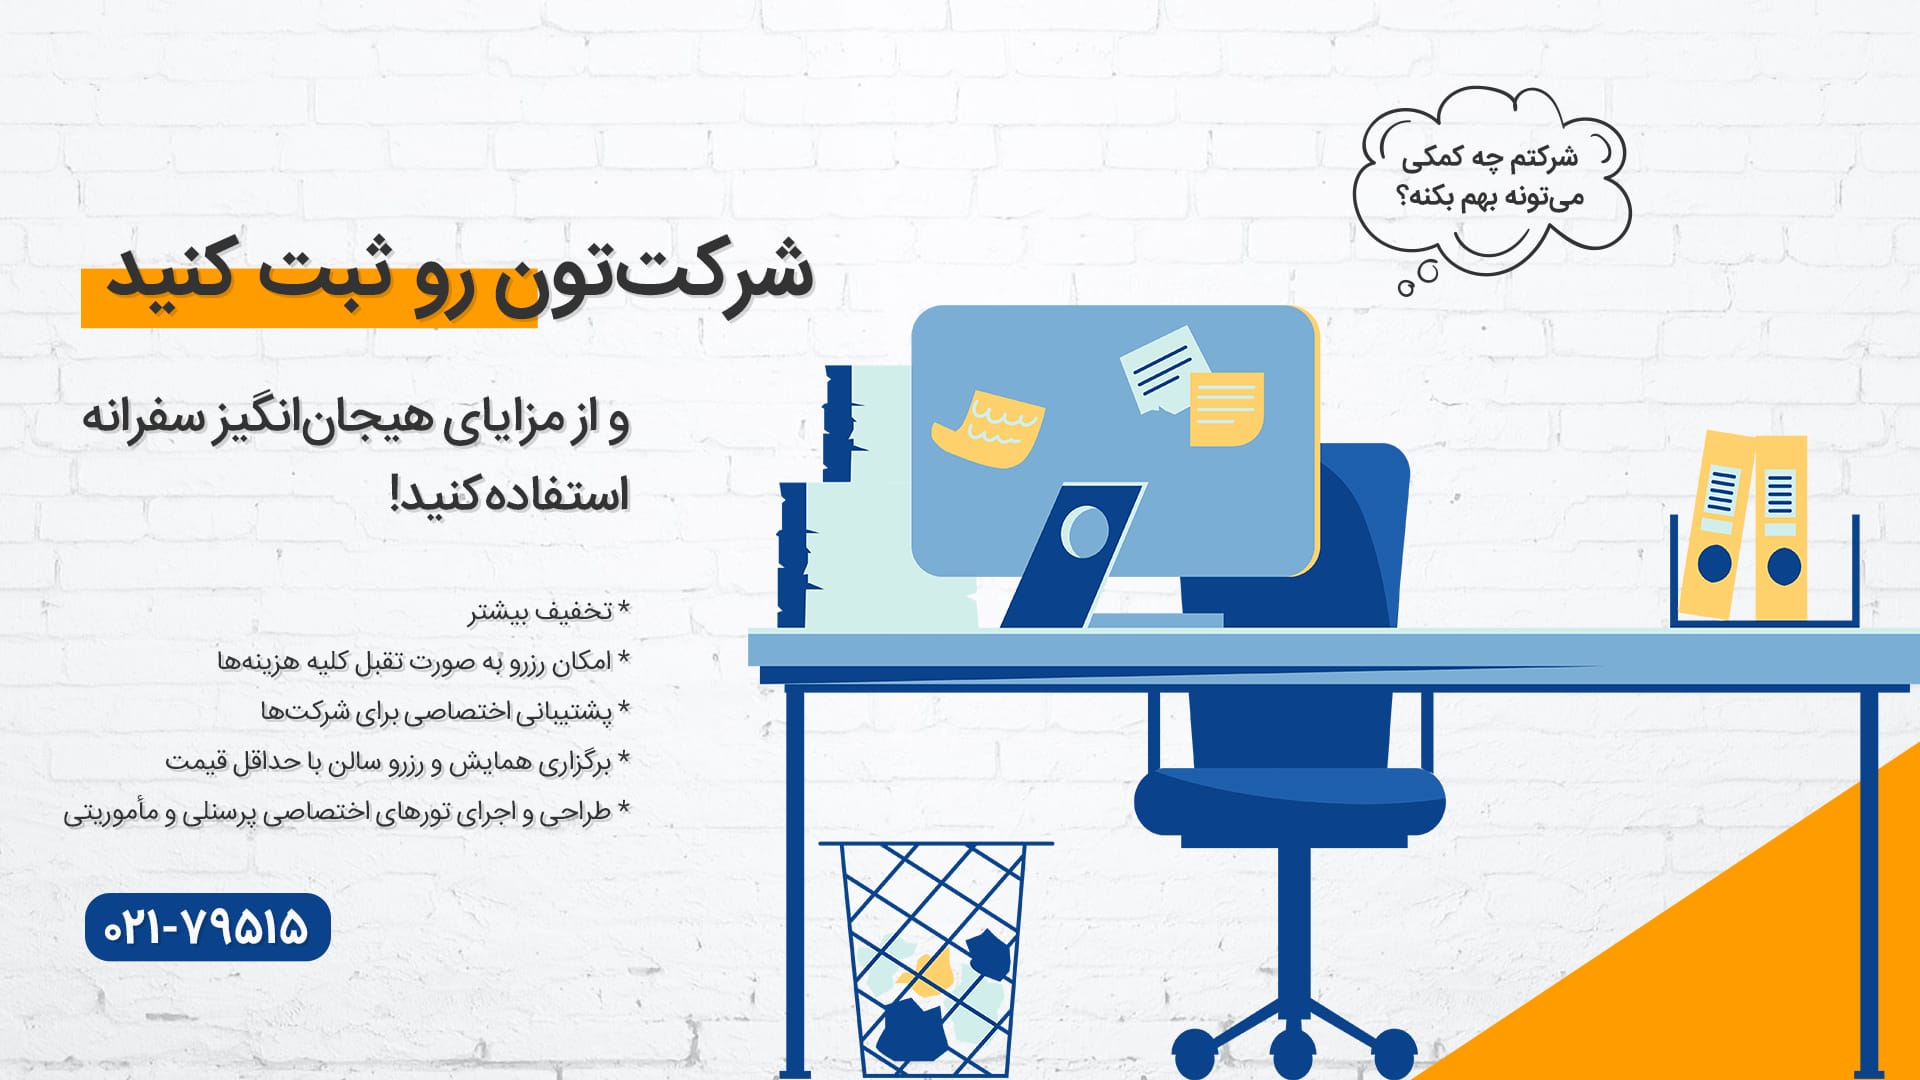 شرکتم چه کمکی
می‌تونه بهم بکنه؟
شرکت‌تون رو ثبت کنید
و از مزایای هیجان‌انگیز سفرانه
استفاده‌کنید!
* تخفیف بیشتر
* امکان رزرو به صورت تقبل کلیه هزینه‌ها
* پشتیبانی اختصاصی برای شرکت‌ها
* برگزاری همایش و رزرو سالن با حداقل قیمت
* طراحی و اجرای تورهای اختصاصی پرسنلی و مأموریتی
۰۲۱-۷۹۵۱۵